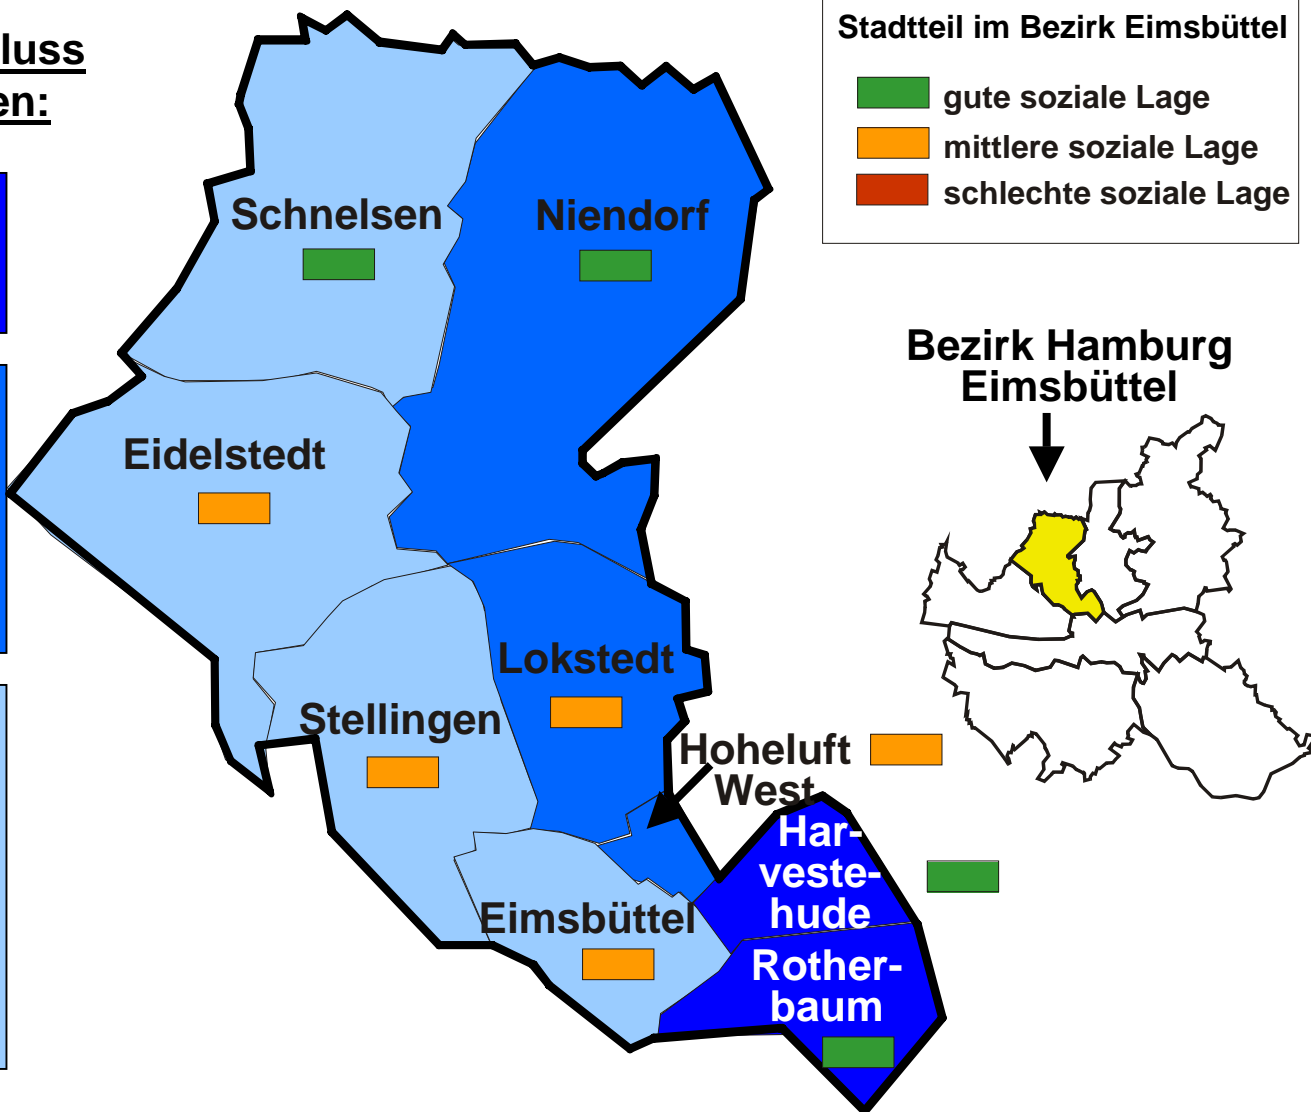 luss
en:
Stadtteil im Bezirk Eimsbüttel
gute soziale Lage
mittlere soziale Lage
schlechte soziale Lage
Schnelsen
Niendorf
Bezirk Hamburg
Eimsbüttel
Eidelstedt
Lokstedt
Stellingen
Hoheluft
West
Har-
veste-
hude
Eimsbüttel
Rother-
baum